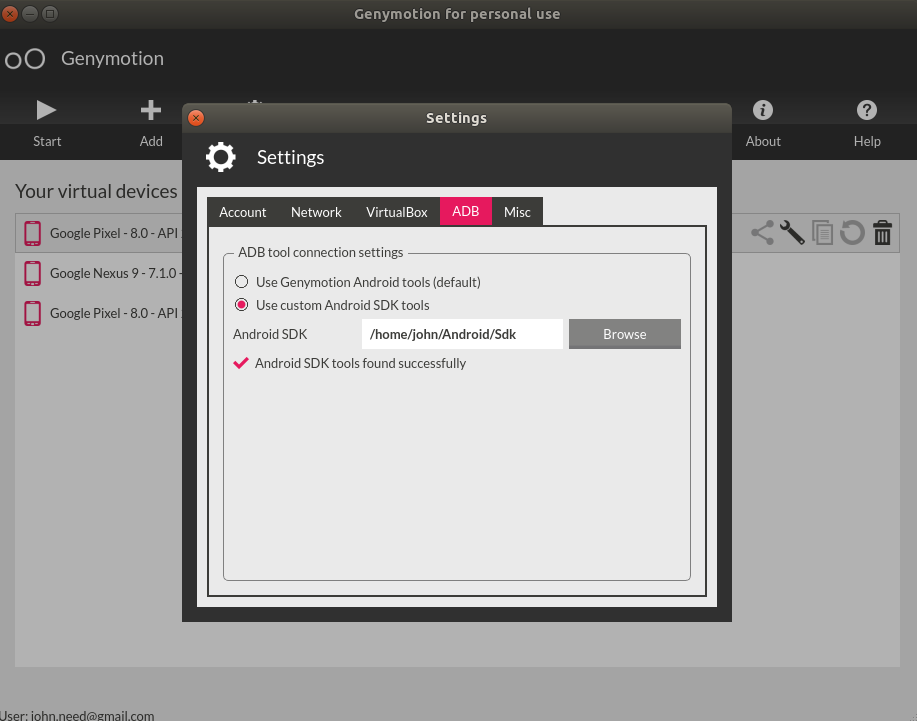 Genymotion for personal use
Genymotion
Start
Add
About
Help
Settings
Settings
Your virtual devices
Account
Network
VirtualBox
ADB
Misc
Google Pixel - 8.0 - API
Google Nexus 9 - 7.1.0 -
Google Pixel - 8.0 - API
ADB tool connection settings
Use Genymotion Android tools (default)
Use custom Android SDK tools
Android SDK
/home/john/Android/Sdk
Browse
Android SDK tools found successfully
User: john.need@gmail.com